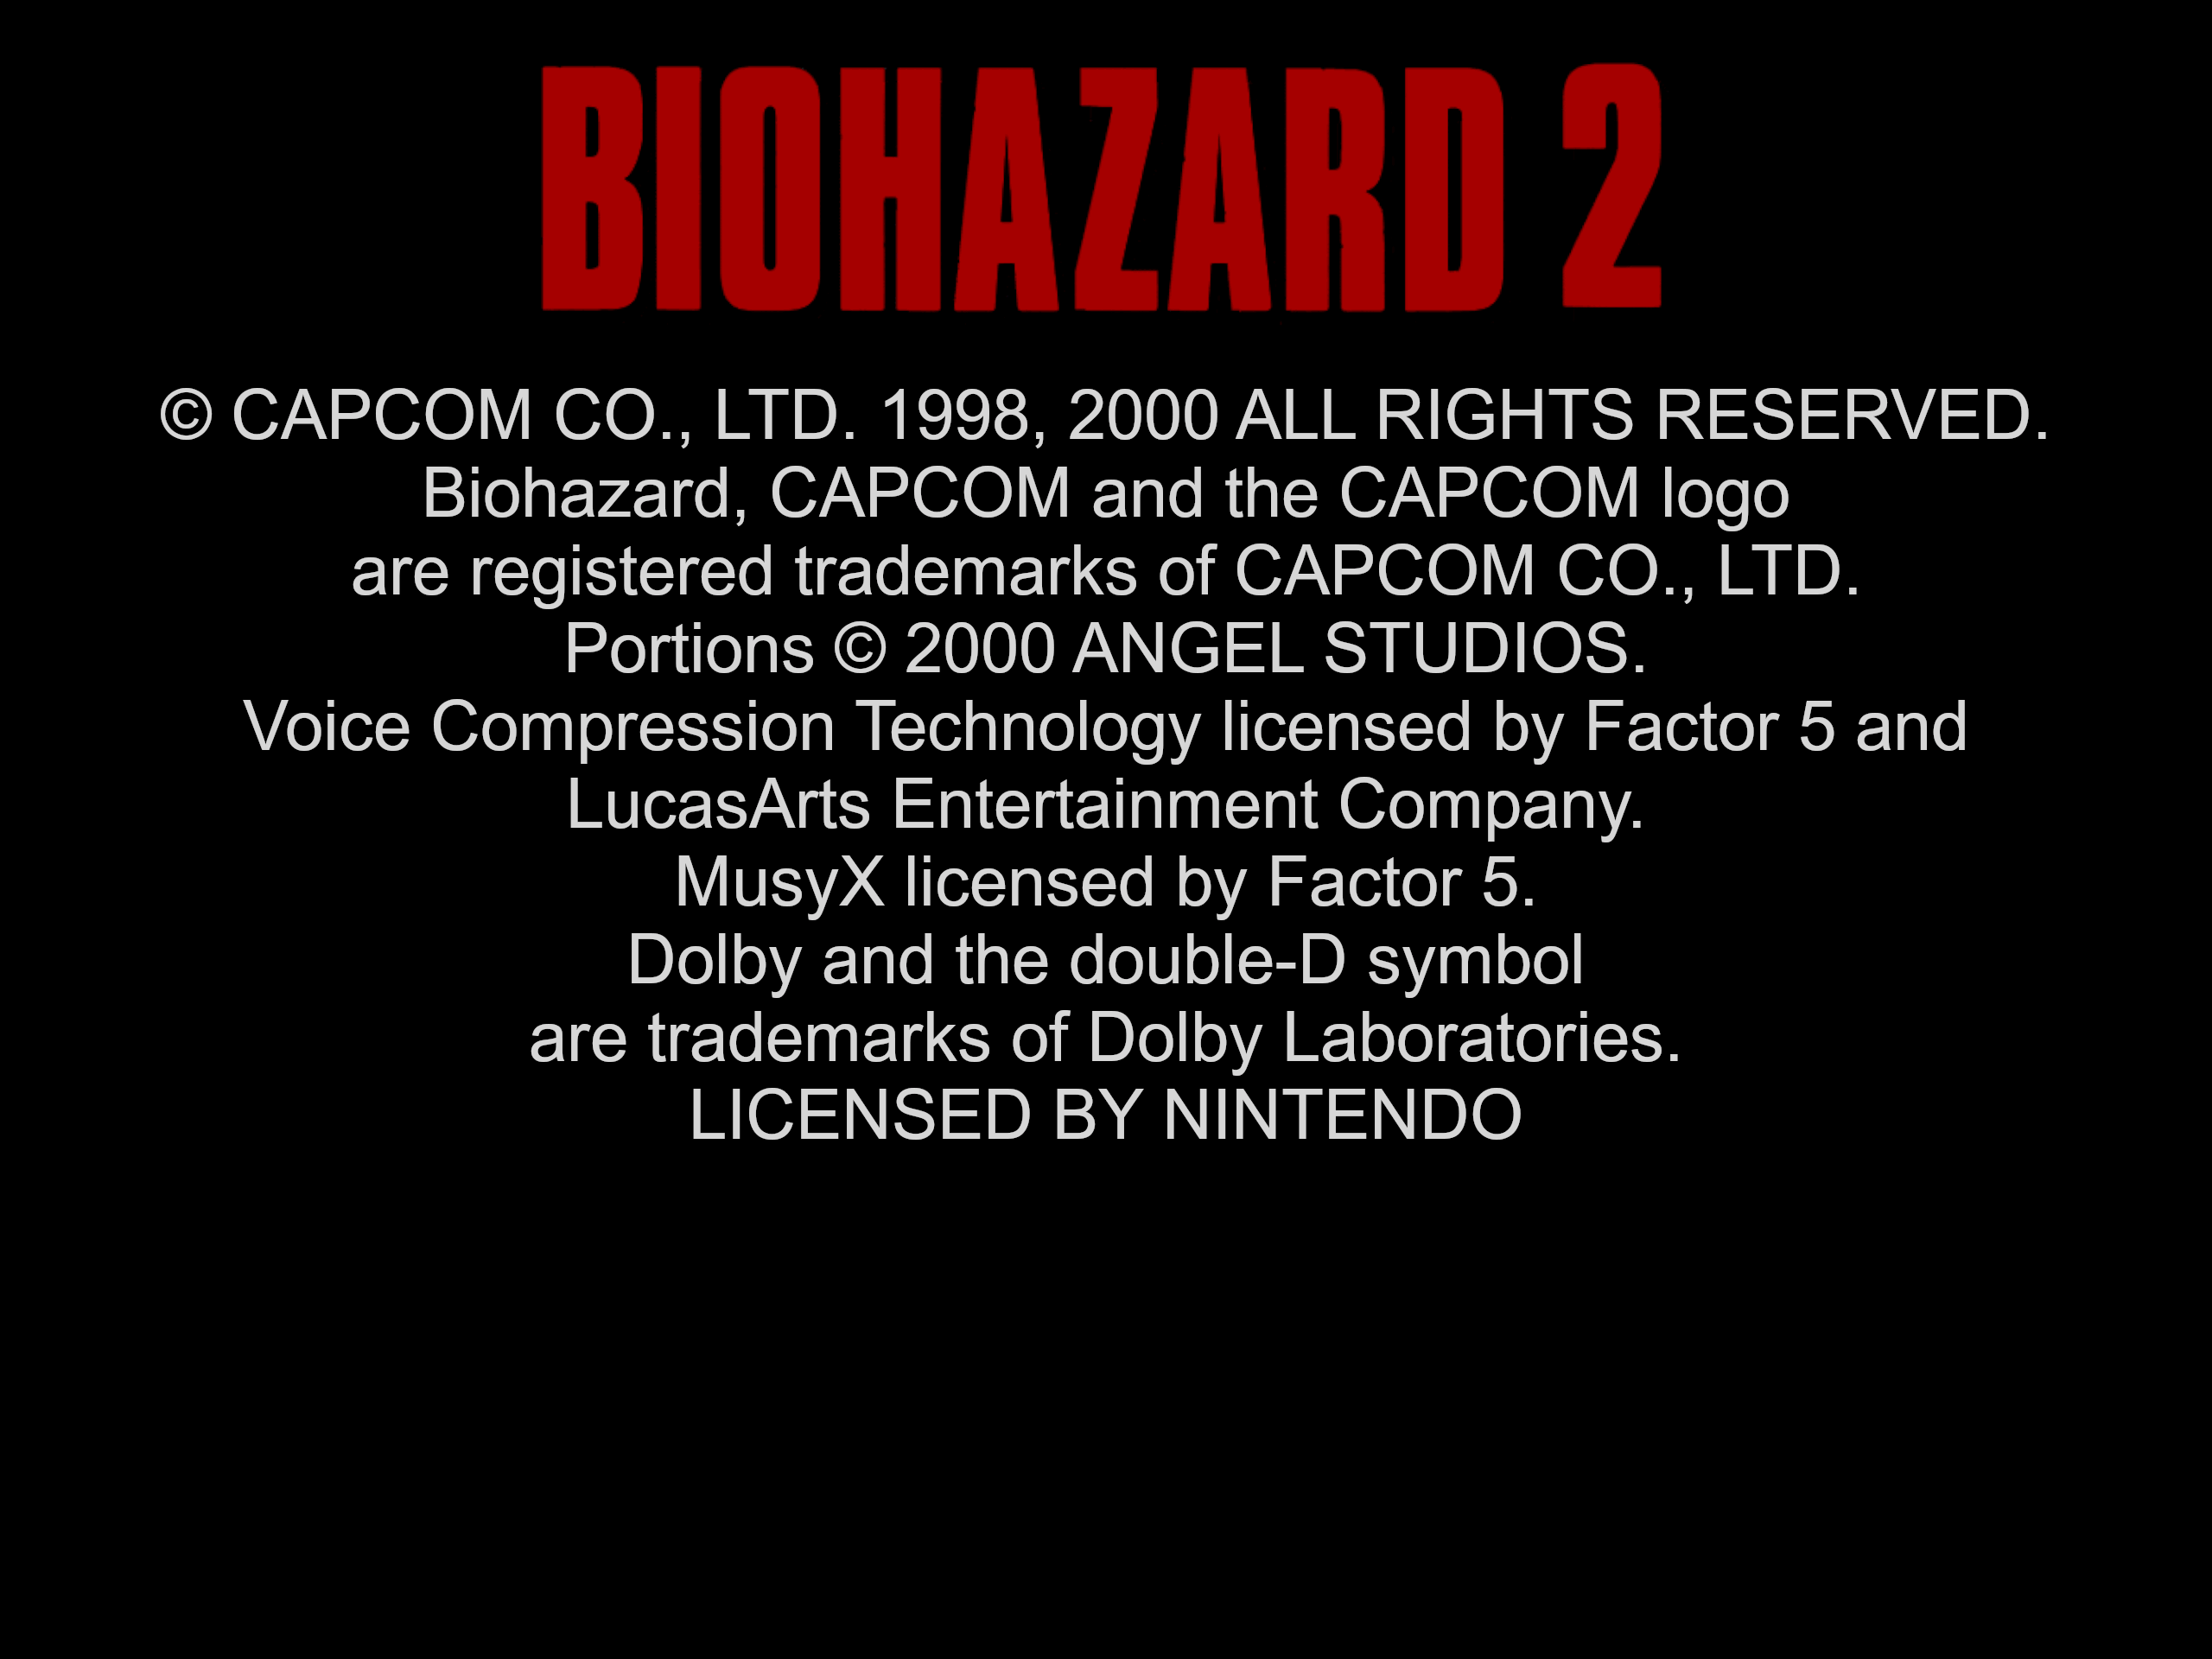 BIOHAZARD 2
© CAPCOM CO., LTD. 1998, 2000 ALL RIGHTS RESERVED.
Biohazard, CAPCOM and the CAPCOM logo
are registered trademarks of CAPCOM CO., LTD.
Portions © 2000 ANGEL STUDIOS.
Voice Compression Technology licensed by Factor 5 and
LucasArts Entertainment Company.
MusyX licensed by Factor 5.
Dolby and the double-D symbol
are trademarks of Dolby Laboratories.
LICENSED BY NINTENDO